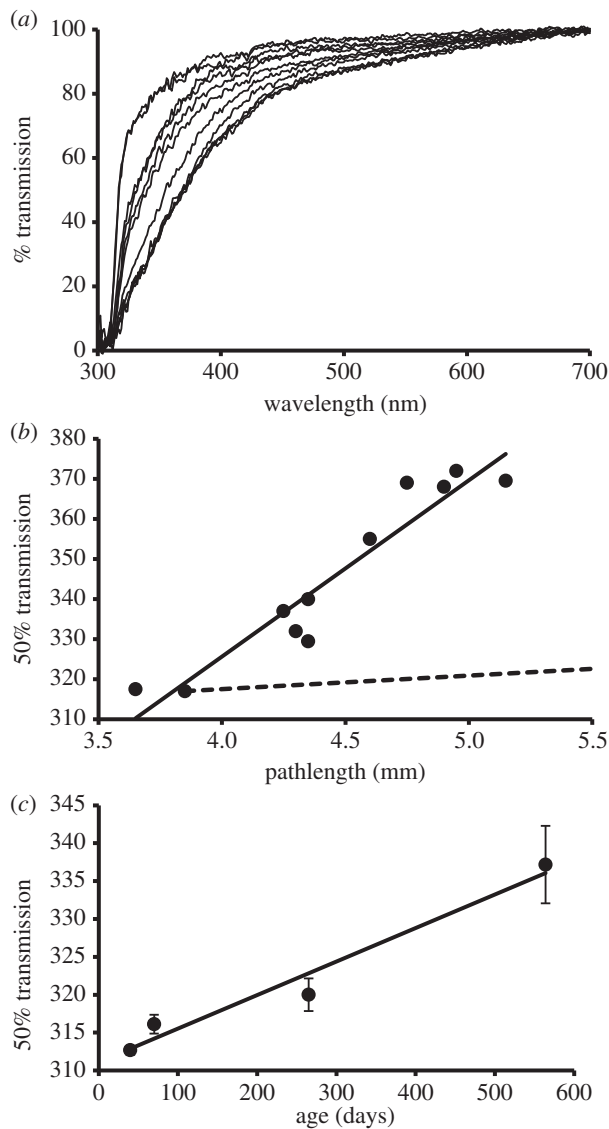 (a)
100
80
60
40
20
0
% transmission
300 400 500 600 700
wavelength (nm)
(b)
380
370
360
350
340
330
320
310
50% transmission
3.5 4.0 4.5 5.0 5.5
pathlength (mm)
(c)
345
340
335
330
325
320
315
310
50% transmission
0 100 200 300 400 500 600
age (days)